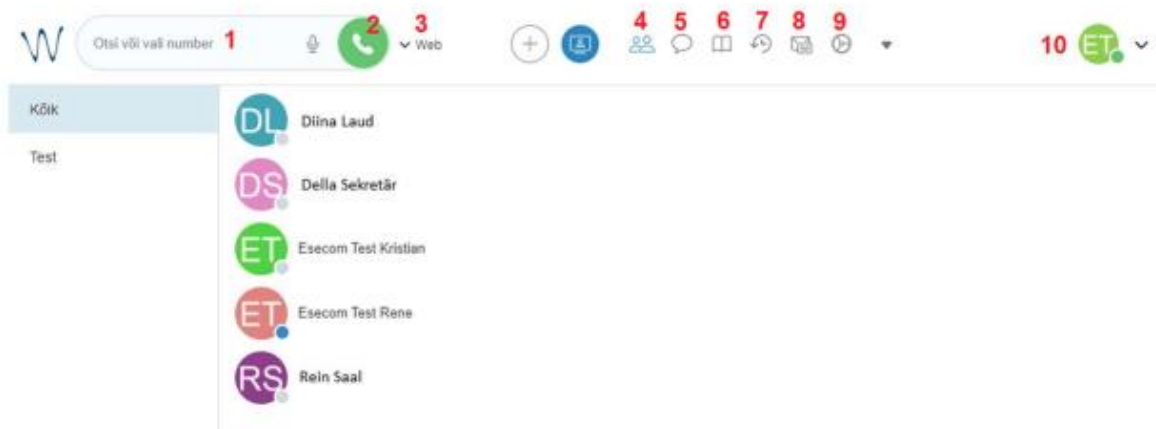 Otsi või vali number 1 2 3 Web 4 5 6 7 8 9 10 ET
Kõik
Test
DL Diina Laud
DS Della Sekretär
ET Esecom Test Kristian
ET Esecom Test Rene
RS Rein Saal